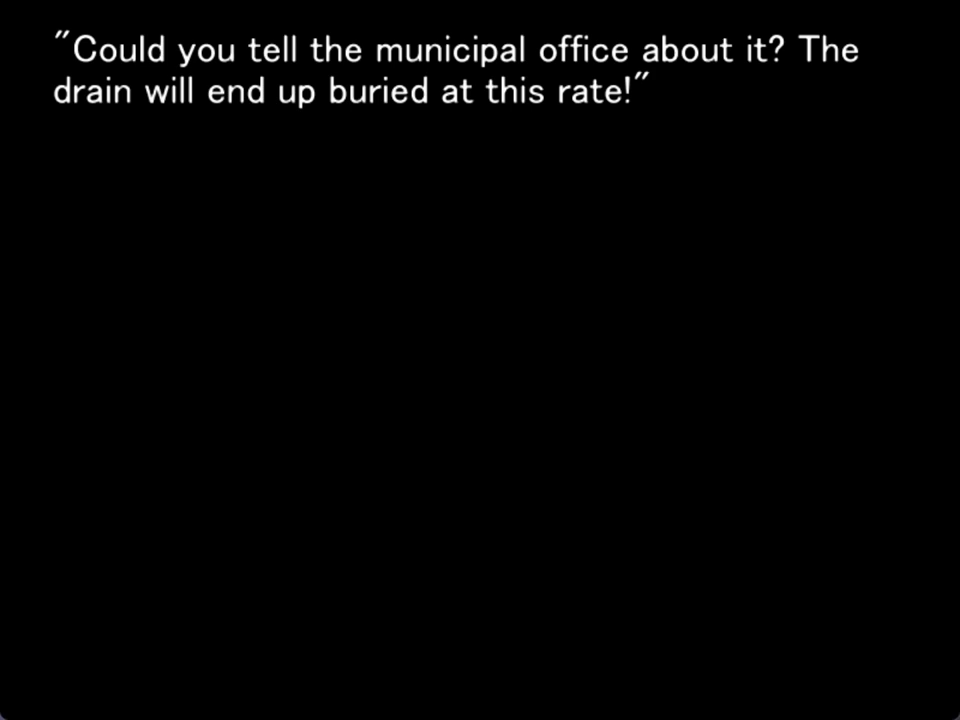 "Could you tell the municipal office about it? The
drain will end up buried at this rate!"